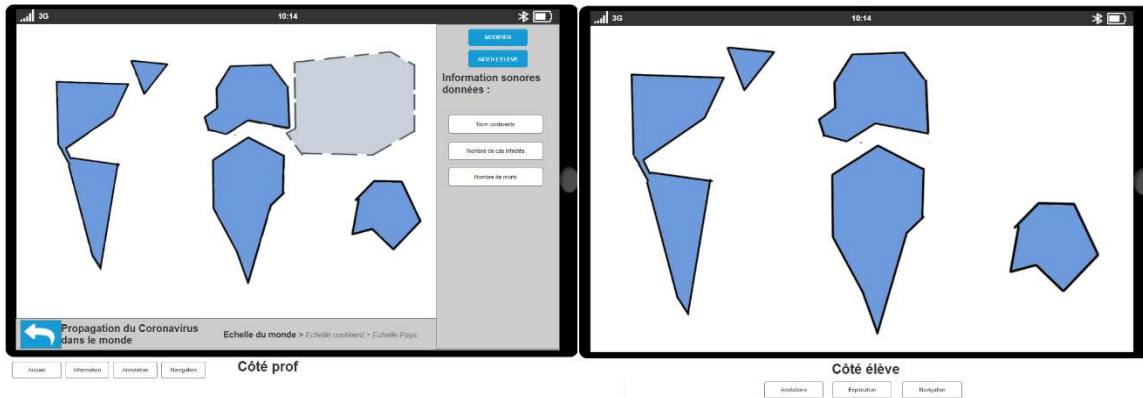 3G
10:14
MODIFIER
AIDER L'ELEVE
Information sonores
données :
Nom continents
Nombre de cas infectés
Nombre de morts
Propagation du Coronavirus
dans le monde
Echelle du monde > Echelle continent > Echelle Pays
Accueil
Information
Annotation
Navigation
Côté prof
3G
10:14
Côté élève
Anotations
Exploration
Navigation